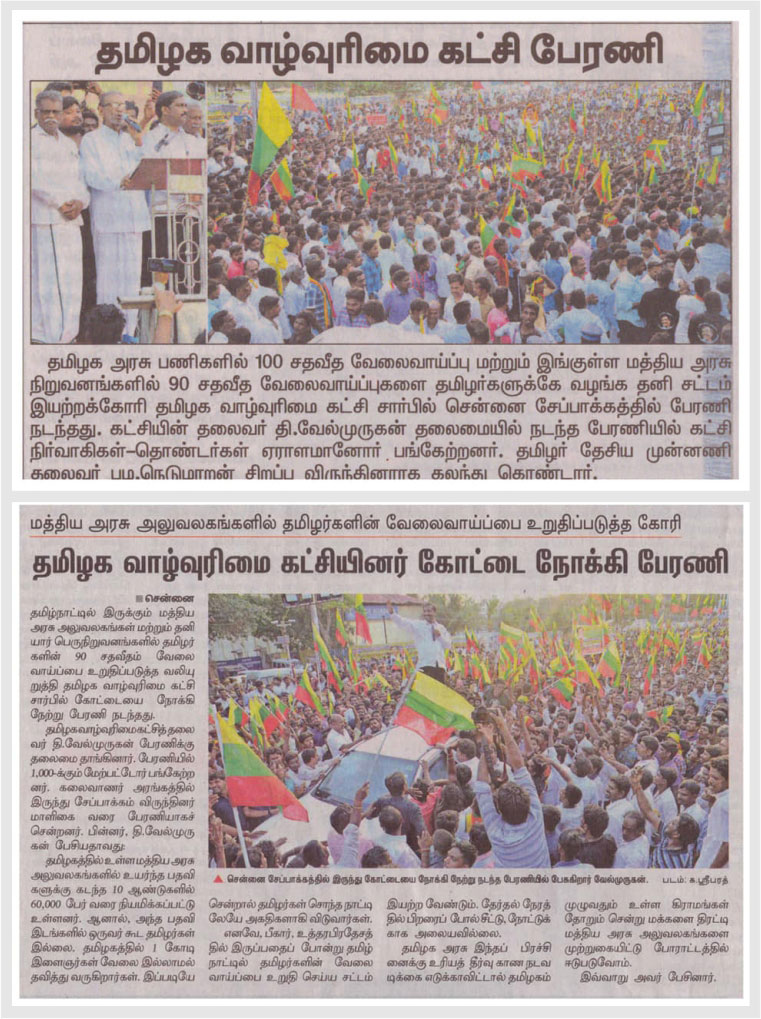 தமிழக வாழ்வுரிமை கட்சி பேரணி
தமிழக அரசு பணிகளில் 100 சதவீத வேலைவாய்ப்பு மற்றும் இங்குள்ள மத்திய அரசு
நிறுவனங்களில் 90 சதவீத வேலைவாய்ப்புகளை தமிழர்களுக்கே வழங்க தனி சட்டம்
இயற்றக்கோரி தமிழக வாழ்வுரிமை கட்சி சார்பில் சென்னை சேப்பாக்கத்தில் பேரணி
நடந்தது. கட்சியின் தலைவர் தி.வேல்முருகன் தலைமையில் நடந்த பேரணியில் கட்சி
நிர்வாகிகள்-தொண்டர்கள் ஏராளமானோர் பங்கேற்றனர். தமிழர் தேசிய முன்னணி
தலைவர் பழ.நெடுமாறன் சிறப்பு விருந்தினராக கலந்து கொண்டார்.
மத்திய அரசு அலுவலகங்களில் தமிழர்களின் வேலைவாய்ப்பை உறுதிப்படுத்த கோரி
தமிழக வாழ்வுரிமை கட்சியினர் கோட்டை நோக்கி பேரணி
■ சென்னை
தமிழ்நாட்டில் இருக்கும் மத்திய
அரசு அலுவலகங்கள் மற்றும் தனி
யார் பெருநிறுவனங்களில் தமிழர்
களின் 90 சதவீதம் வேலை
வாய்ப்பை உறுதிப்படுத்த வலியு
றுத்தி தமிழக வாழ்வுரிமை கட்சி
சார்பில் கோட்டையை நோக்கி
நேற்று பேரணி நடந்தது.
தமிழகவாழ்வுரிமைகட்சித்தலை
வர் தி.வேல்முருகன் பேரணிக்கு
தலைமை தாங்கினார். பேரணியில்
1,000-க்கும் மேற்பட்டோர் பங்கேற்ற
னர். கலைவாணர் அரங்கத்தில்
இருந்து சேப்பாக்கம் விருந்தினர்
மாளிகை வரை பேரணியாகச்
சென்றனர். பின்னர், தி.வேல்முரு
கன் பேசியதாவது:
தமிழகத்தில் உள்ள மத்திய அரசு
அலுவலகங்களில் உயர்ந்த பதவி
களுக்கு கடந்த 10 ஆண்டுகளில்
60,000 பேர் வரை நியமிக்கப்பட்டு
உள்ளனர். ஆனால், அந்த பதவி
இடங்களில் ஒருவர் கூட தமிழர்கள்
இல்லை. தமிழகத்தில் 1 கோடி
இளைஞர்கள் வேலை இல்லாமல்
தவித்து வருகிறார்கள். இப்படியே
▲ சென்னை சேப்பாக்கத்தில் இருந்து கோட்டையை நோக்கி நேற்று நடந்த பேரணியில் பேசுகிறார் வேல்முருகன். படம்: சு.ஸ்ரீபரத்
சென்றால் தமிழர்கள் சொந்த நாட்டி
லேயே அகதிகளாகி விடுவார்கள்.
எனவே, பீகார், உத்தரபிரதேசத்
தில் இருப்பதைப் போன்று தமிழ்
நாட்டில் தமிழர்களின் வேலை
வாய்ப்பை உறுதி செய்ய சட்டம்
இயற்ற வேண்டும். தேர்தல் நேரத்
தில் பிறரைப் போல்சீட்டு, நோட்டுக்
காக அலையவில்லை.
தமிழக அரசு இந்தப் பிரச்சி
னைக்கு உரியத் தீர்வு காண நடவ
டிக்கை எடுக்காவிட்டால் தமிழகம்
முழுவதும் உள்ள கிராமங்கள்
தோறும் சென்று மக்களை திரட்டி
மத்திய அரசு அலுவலகங்களை
முற்றுகையிட்டு போராட்டத்தில்
ஈடுபடுவோம்.
இவ்வாறு அவர் பேசினார்.